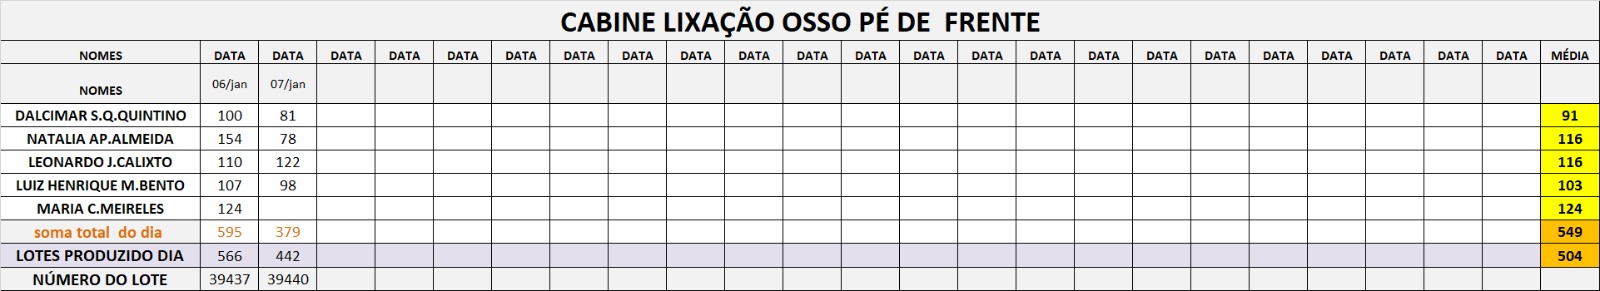 CABINE LIXAÇÃO OSSO PÉ DE  FRENTE
NOMES DATA DATA DATA DATA DATA DATA DATA DATA DATA DATA DATA DATA DATA DATA DATA DATA DATA DATA DATA DATA DATA DATA DATA MÉDIA
NOMES 06/jan 07/jan
DALCIMAR S.Q.QUINTINO 100 81 91
NATALIA AP.ALMEIDA 154 78 116
LEONARDO J.CALIXTO 110 122 116
LUIZ HENRIQUE M.BENTO 107 98 103
MARIA C.MEIRELES 124 124
soma total  do dia 595 379 549
LOTES PRODUZIDO DIA 566 442 504
NÚMERO DO LOTE 39437 39440